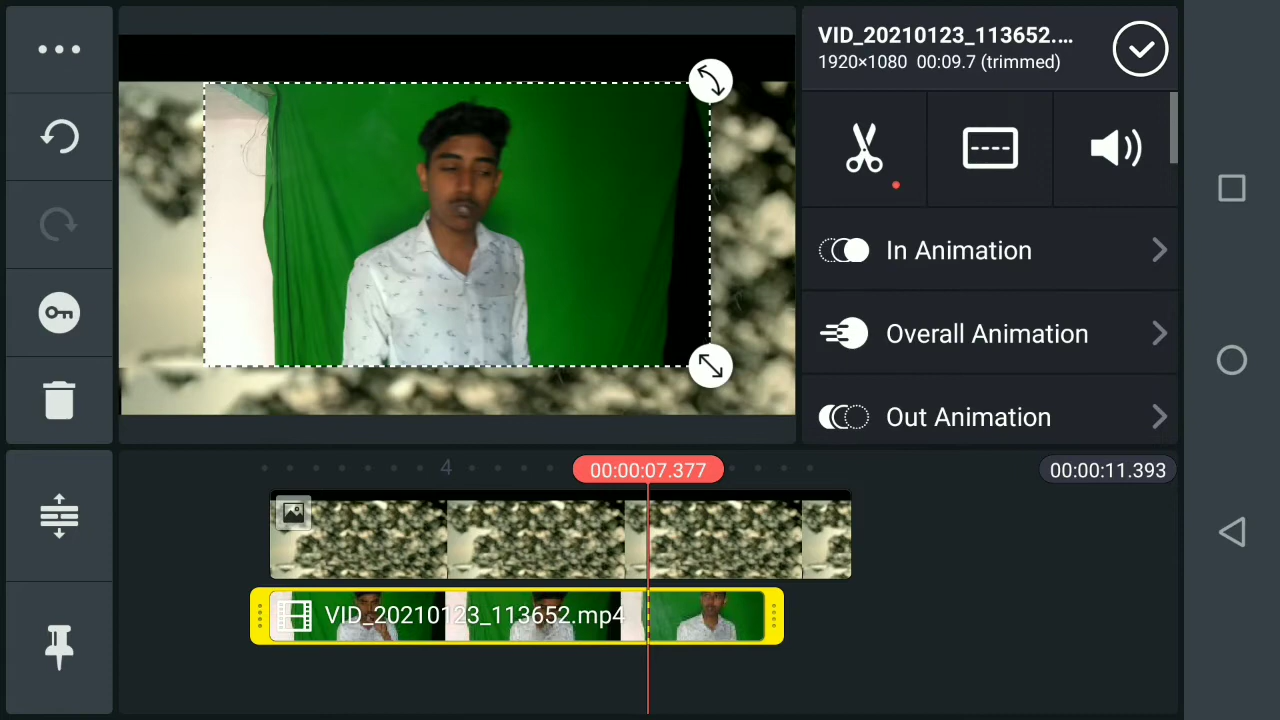 VID_20210123_113652....
1920×1080 00:09.7 (trimmed)
In Animation
Overall Animation
Out Animation
4
00:00:07.377
00:00:11.393
VID_20210123_113652.mp4